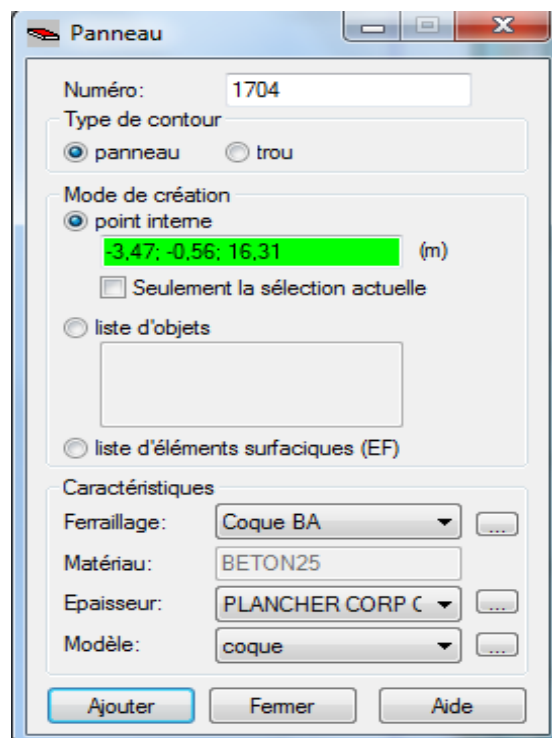 Panneau
Numéro: 1704
Type de contour
panneau trou
Mode de création
point interne
-3,47; -0,56; 16,31 (m)
Seulement la sélection actuelle
liste d'objets
liste d'éléments surfaciques (EF)
Caractéristiques
Ferraillage: Coque BA ...
Matériau: BETON25
Epaisseur: PLANCHER CORP ...
Modèle: coque ...
Ajouter Fermer Aide